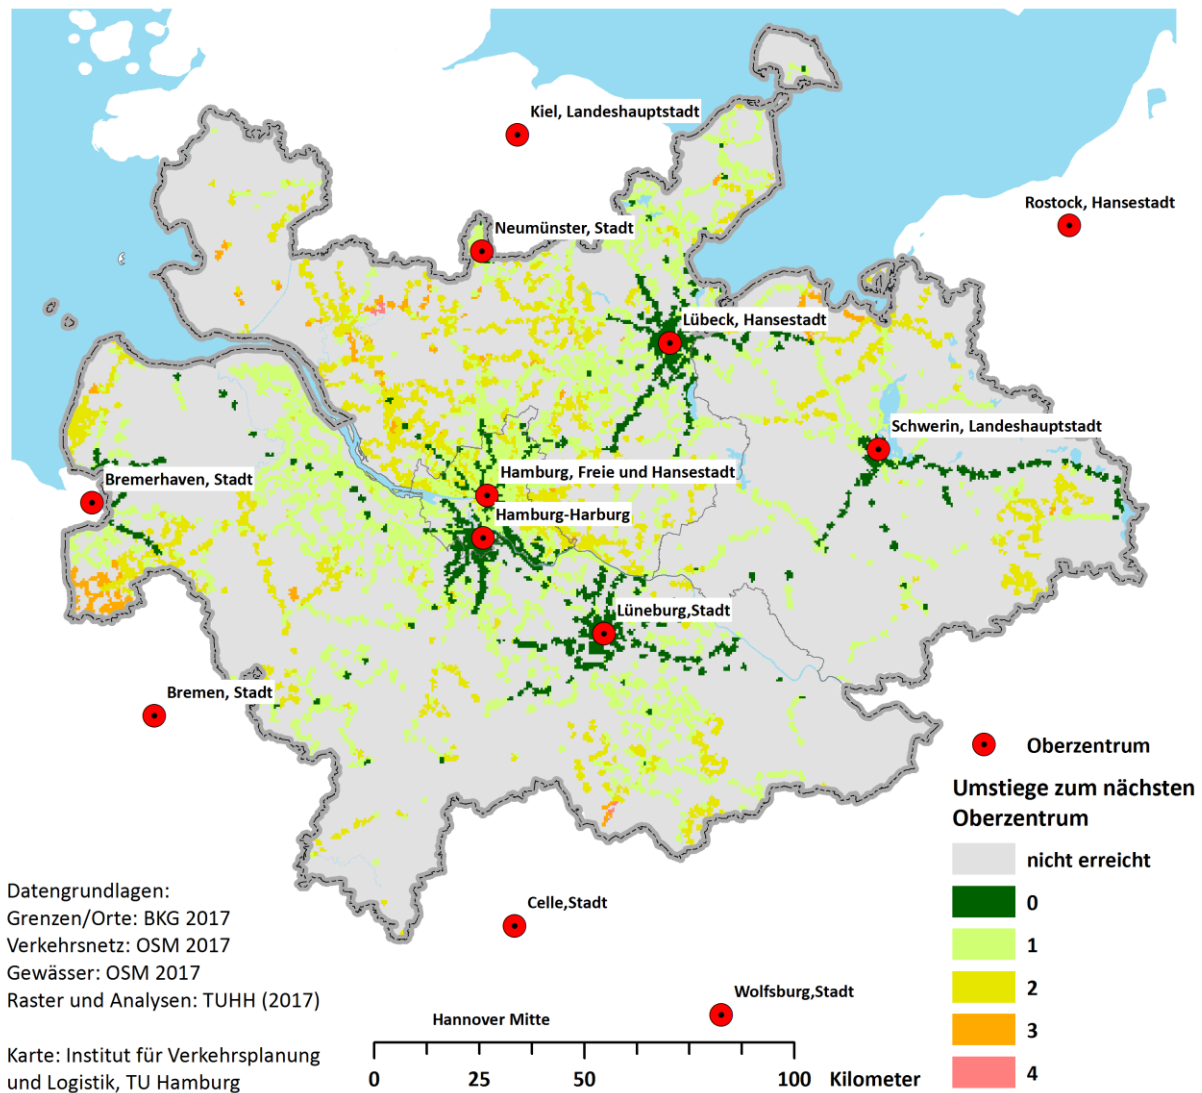 Kiel, Landeshauptstadt
Rostock, Hansestadt
Neumünster, Stadt
Lübeck, Hansestadt
Schwerin, Landeshauptstadt
Hamburg, Freie und Hansestadt
Bremerhaven, Stadt
Hamburg-Harburg
Lüneburg,Stadt
Bremen, Stadt
Oberzentrum
Umstiege zum nächsten
Oberzentrum
nicht erreicht
0
1
2
3
4
Datengrundlagen:
Grenzen/Orte: BKG 2017
Verkehrsnetz: OSM 2017
Gewässer: OSM 2017
Raster und Analysen: TUHH (2017)
Karte: Institut für Verkehrsplanung
und Logistik, TU Hamburg
Celle,Stadt
Wolfsburg,Stadt
Hannover Mitte
0 25 50 100 Kilometer